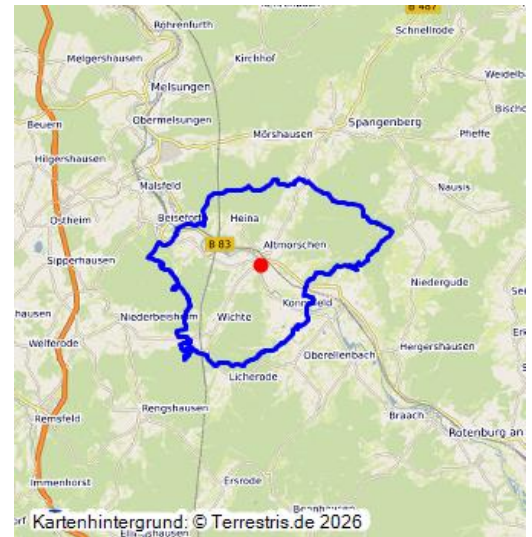 B 487
Röhrenfurth
Schnellrode
Melgershausen
Kirchhof
Weidelba
Melsungen
Bischo
Beuern
Obermelsungen
Spangenberg
Mörshausen
Pfieffe
Hilgershausen
Malsfeld
Nausis
Ostheim
Beiseförth
Heina
B 83
Altmorschen
Sipperhausen
Niedergude
hausen
Niederbeisheim
Wichte
Konnefeld
Hergershausen
Welferode
Oberellenbach
Licherode
Rengshausen
Braach
Remsfeld
Rotenburg an
Immenhorst
Ersrode
Kartenhintergrund: © Terrestris.de 2026